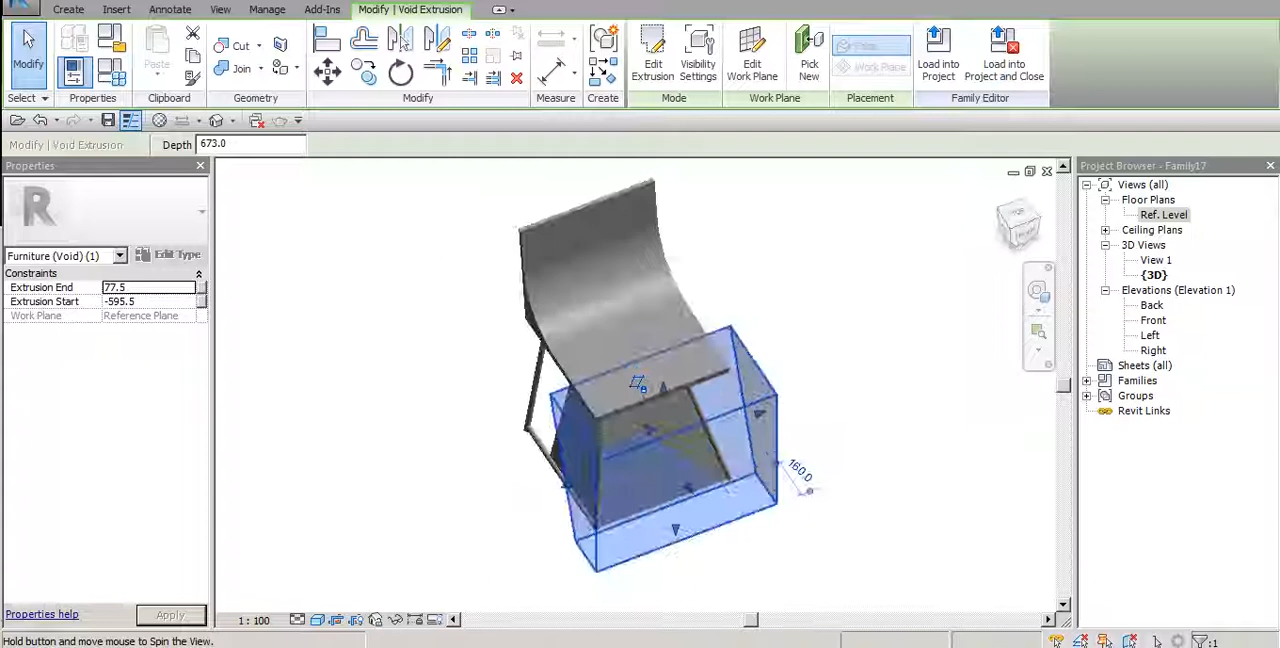 Create Insert Annotate View Manage Add-Ins Modify | Void Extrusion
Modify
Paste
Cut
Join
Edit Extrusion
Visibility Settings
Edit Work Plane
Pick New
Face
Work Plane
Load into Project
Load into Project and Close
Select Properties Clipboard Geometry Modify Measure Create Mode Work Plane Placement Family Editor
Modify | Void Extrusion Depth 673.0
Properties
R
Furniture (Void) (1) Edit Type
Constraints
Extrusion End 77.5
Extrusion Start -595.5
Work Plane Reference Plane
Properties help Apply
160.0
Project Browser - Family17
Views (all)
Floor Plans
Ref. Level
Ceiling Plans
3D Views
View 1
{3D}
Elevations (Elevation 1)
Back
Front
Left
Right
Sheets (all)
Families
Groups
Revit Links
1 : 100
Hold button and move mouse to Spin the View.
:1